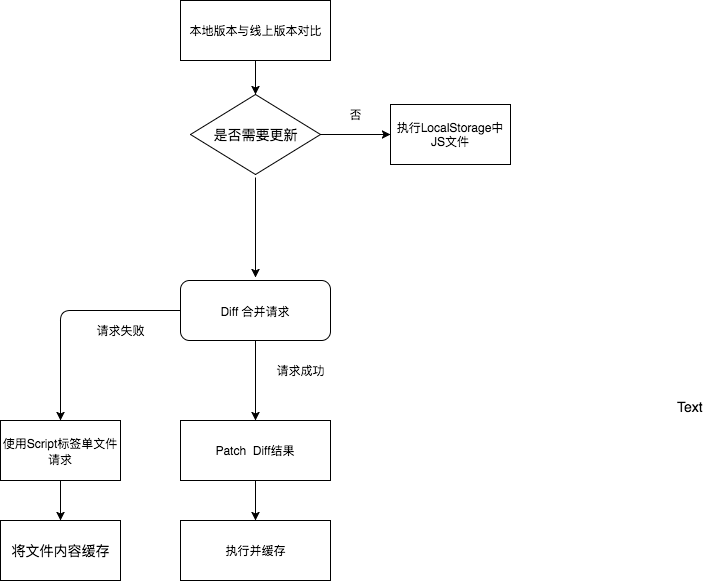 本地版本与线上版本对比
是否需要更新
否
执行LocalStorage中
JS文件
Diff 合并请求
请求失败
请求成功
Text
使用Script标签单文件
请求
Patch  Diff结果
将文件内容缓存
执行并缓存